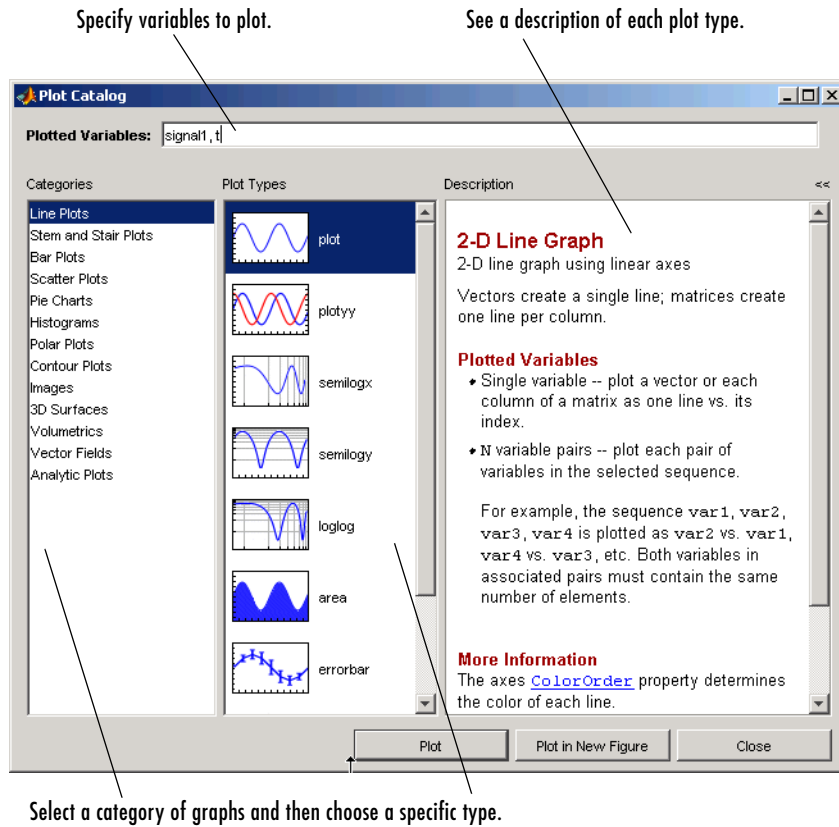 Specify variables to plot.
See a description of each plot type.
Plot Catalog
Plotted Variables: signal1,t
Categories
Line Plots
Stem and Stair Plots
Bar Plots
Scatter Plots
Pie Charts
Histograms
Polar Plots
Contour Plots
Images
3D Surfaces
Volumetrics
Vector Fields
Analytic Plots
Plot Types
plot
plotyy
semilogx
semilogy
loglog
area
errorbar
Description <<
2-D Line Graph
2-D line graph using linear axes
Vectors create a single line; matrices create
one line per column.
Plotted Variables
• Single variable -- plot a vector or each
column of a matrix as one line vs. its
index.
• N variable pairs -- plot each pair of
variables in the selected sequence.
For example, the sequence var1, var2,
var3, var4 is plotted as var2 vs. var1,
var4 vs. var3, etc. Both variables in
associated pairs must contain the same
number of elements.
More Information
The axes ColorOrder property determines
the color of each line.
Plot
Plot in New Figure
Close
Select a category of graphs and then choose a specific type.